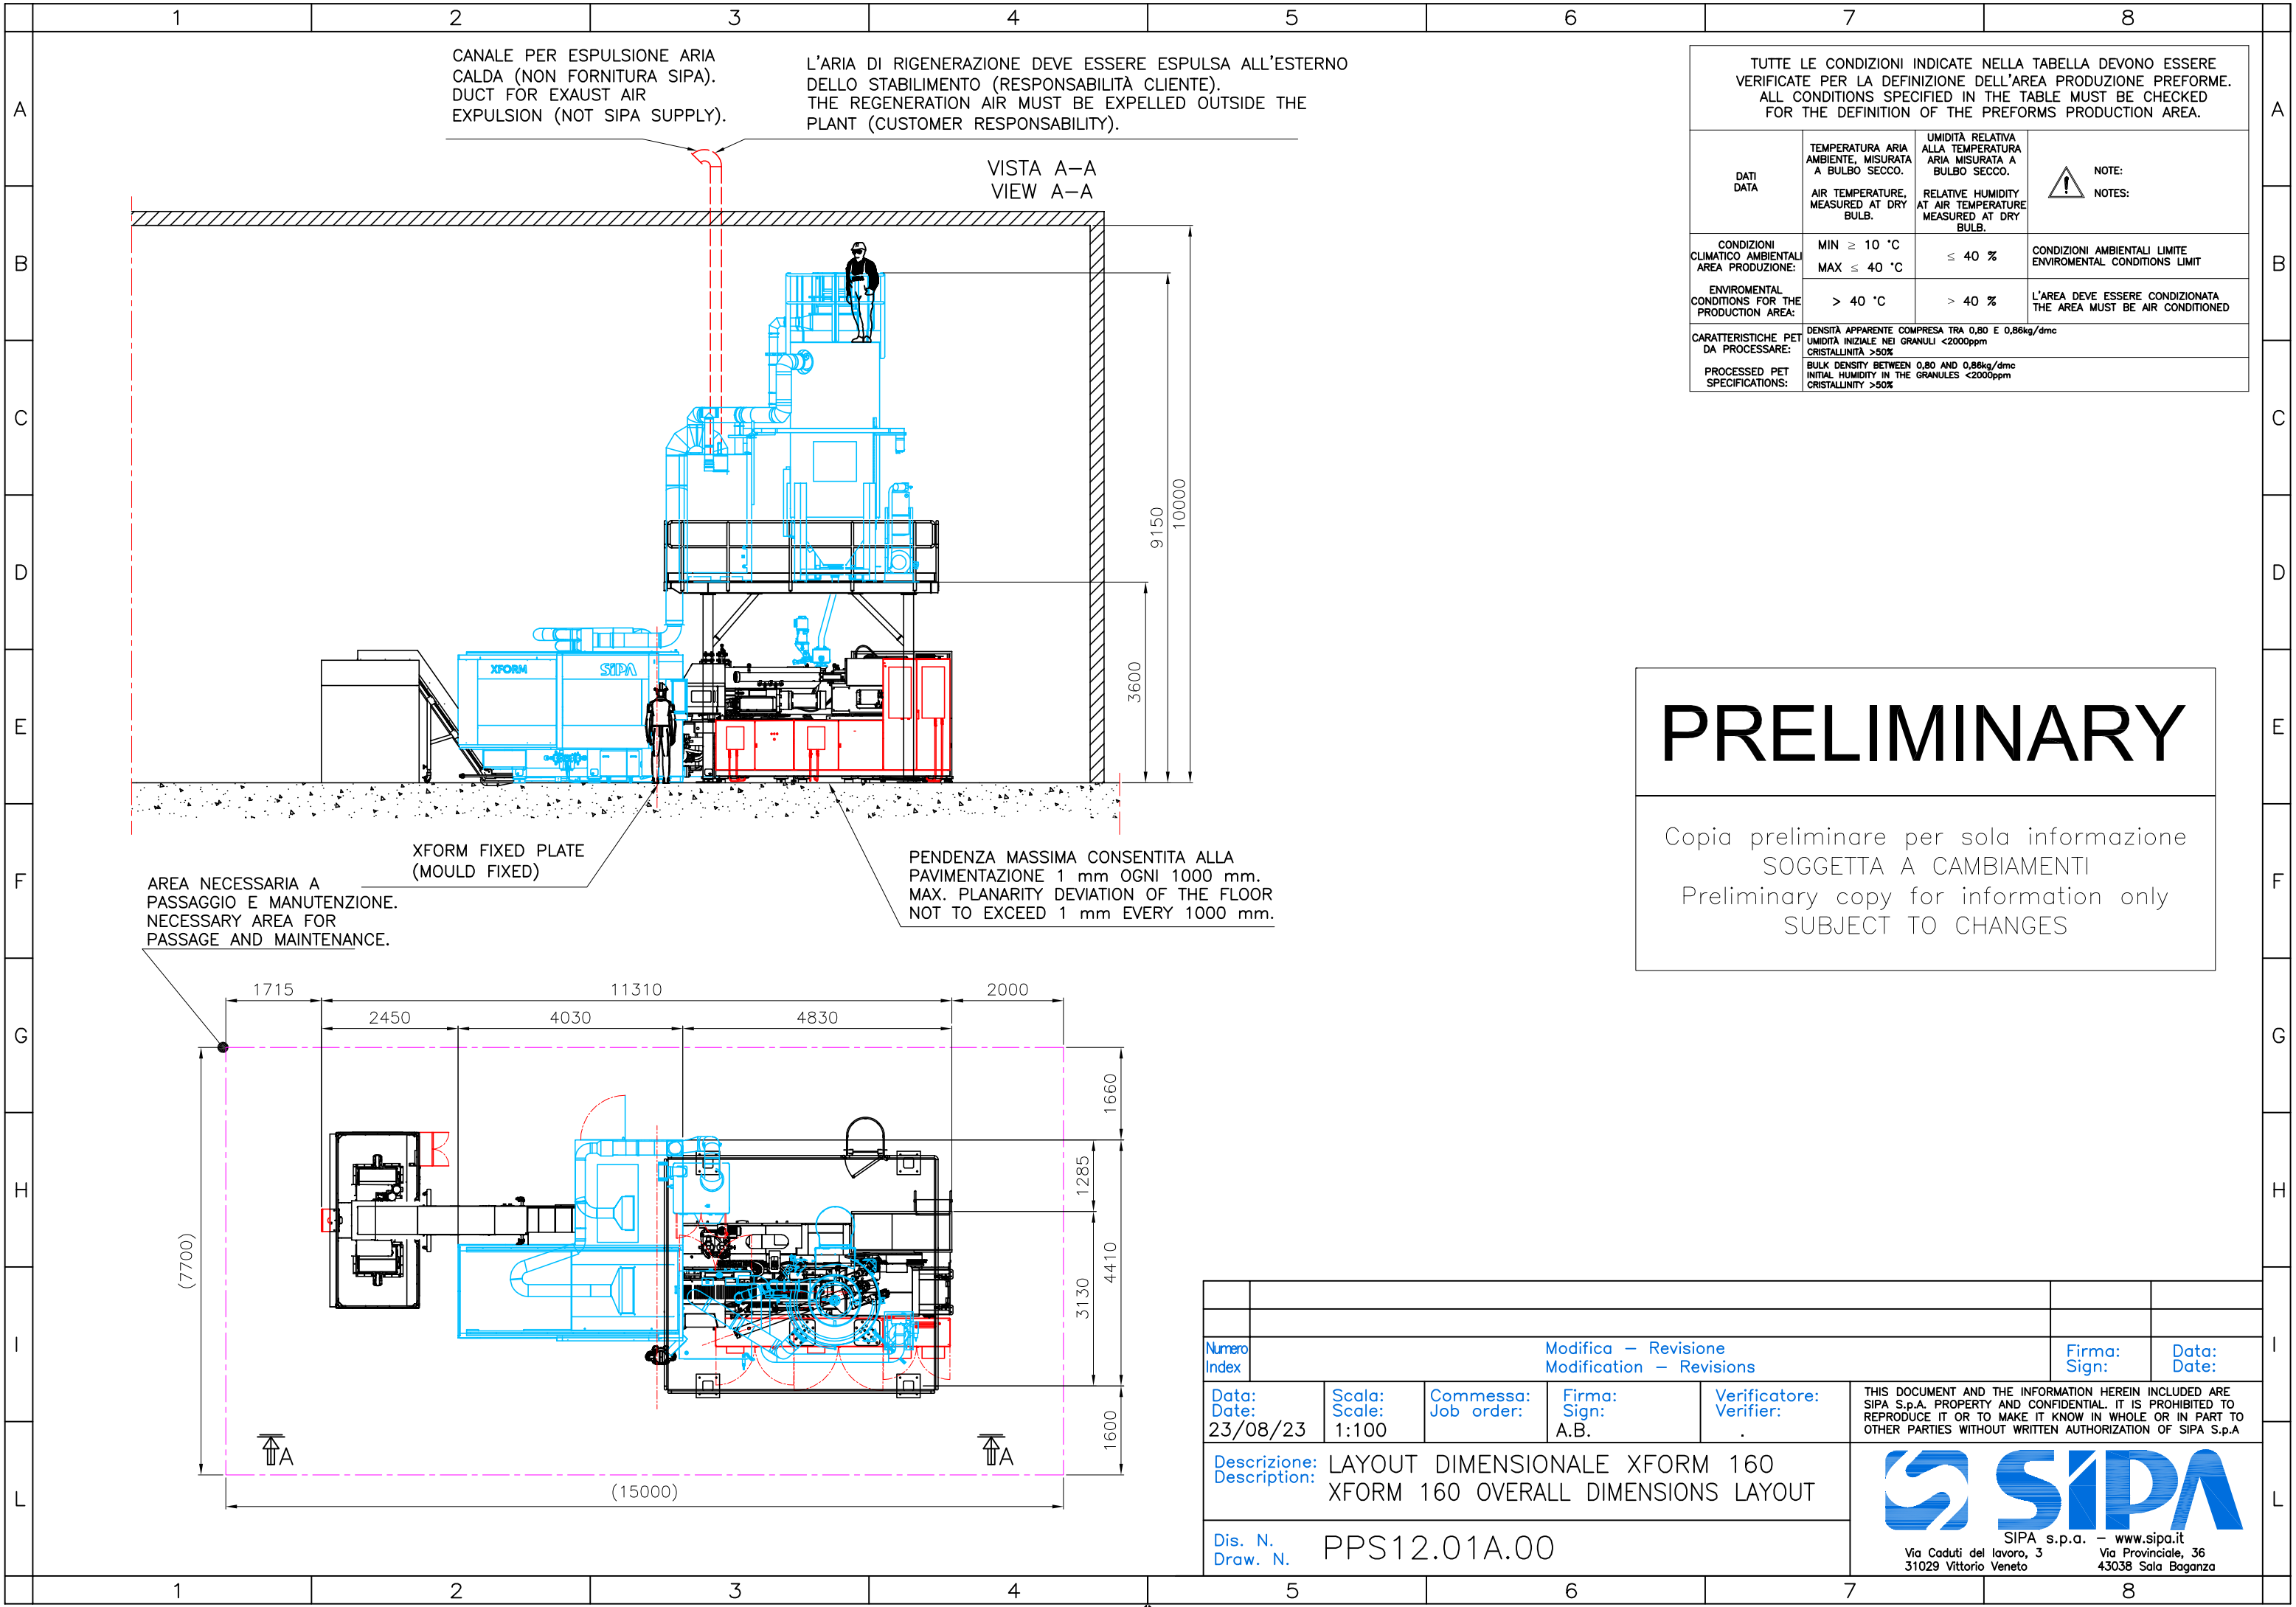 1 2 3 4 5 6 7 8
A
B
C
D
E
F
G
H
I
L
CANALE PER ESPULSIONE ARIA
CALDA (NON FORNITURA SIPA).
DUCT FOR EXAUST AIR
EXPULSION (NOT SIPA SUPPLY).
L'ARIA DI RIGENERAZIONE DEVE ESSERE ESPULSA ALL'ESTERNO
DELLO STABILIMENTO (RESPONSABILITÀ CLIENTE).
THE REGENERATION AIR MUST BE EXPELLED OUTSIDE THE
PLANT (CUSTOMER RESPONSABILITY).
VISTA A-A
VIEW A-A
TUTTE LE CONDIZIONI INDICATE NELLA TABELLA DEVONO ESSERE
VERIFICATE PER LA DEFINIZIONE DELL'AREA PRODUZIONE PREFORME.
ALL CONDITIONS SPECIFIED IN THE TABLE MUST BE CHECKED
FOR THE DEFINITION OF THE PREFORMS PRODUCTION AREA.
DATI
DATA
TEMPERATURA ARIA
AMBIENTE, MISURATA
A BULBO SECCO.
AIR TEMPERATURE,
MEASURED AT DRY
BULB.
UMIDITÀ RELATIVA
ALLA TEMPERATURA
ARIA MISURATA A
BULBO SECCO.
RELATIVE HUMIDITY
AT AIR TEMPERATURE
MEASURED AT DRY
BULB.
!
NOTE:
NOTES:
CONDIZIONI
CLIMATICO AMBIENTALI
AREA PRODUZIONE:
MIN ≥ 10 °C
MAX ≤ 40 °C
≤ 40 %
CONDIZIONI AMBIENTALI LIMITE
ENVIROMENTAL CONDITIONS LIMIT
ENVIROMENTAL
CONDITIONS FOR THE
PRODUCTION AREA:
> 40 °C
> 40 %
L'AREA DEVE ESSERE CONDIZIONATA
THE AREA MUST BE AIR CONDITIONED
CARATTERISTICHE PET
DA PROCESSARE:
DENSITÀ APPARENTE COMPRESA TRA 0,80 E 0,86kg/dmc
UMIDITÀ INIZIALE NEI GRANULI <2000ppm
CRISTALLINITÀ >50%
PROCESSED PET
SPECIFICATIONS:
BULK DENSITY BETWEEN 0,80 AND 0,86kg/dmc
INITIAL HUMIDITY IN THE GRANULES <2000ppm
CRISTALLINITY >50%
9150
10000
3600
XFORM
SIPA
XFORM FIXED PLATE
(MOULD FIXED)
PENDENZA MASSIMA CONSENTITA ALLA
PAVIMENTAZIONE 1 mm OGNI 1000 mm.
MAX. PLANARITY DEVIATION OF THE FLOOR
NOT TO EXCEED 1 mm EVERY 1000 mm.
AREA NECESSARIA A
PASSAGGIO E MANUTENZIONE.
NECESSARY AREA FOR
PASSAGE AND MAINTENANCE.
PRELIMINARY
Copia preliminare per sola informazione
SOGGETTA A CAMBIAMENTI
Preliminary copy for information only
SUBJECT TO CHANGES
1715 11310 2000
2450 4030 4830
1660
1285
4410
3130
1600
(7700)
A
A
(15000)
Numero
Index
Modifica - Revisione
Modification - Revisions
Firma:
Sign:
Data:
Date:
Data:
Date:
23/08/23
Scala:
Scale:
1:100
Commessa:
Job order:
Firma:
Sign:
A.B.
Verificatore:
Verifier:
.
THIS DOCUMENT AND THE INFORMATION HEREIN INCLUDED ARE
SIPA S.p.A. PROPERTY AND CONFIDENTIAL. IT IS PROHIBITED TO
REPRODUCE IT OR TO MAKE IT KNOW IN WHOLE OR IN PART TO
OTHER PARTIES WITHOUT WRITTEN AUTHORIZATION OF SIPA S.p.A
Descrizione:
Description:
LAYOUT DIMENSIONALE XFORM 160
XFORM 160 OVERALL DIMENSIONS LAYOUT
Dis. N.
Draw. N.
PPS12.01A.00
SIPA
SIPA s.p.a. - www.sipa.it
Via Caduti del lavoro, 3 Via Provinciale, 36
31029 Vittorio Veneto 43038 Sala Baganza
A
B
C
D
E
F
G
H
I
L
1 2 3 4 5 6 7 8